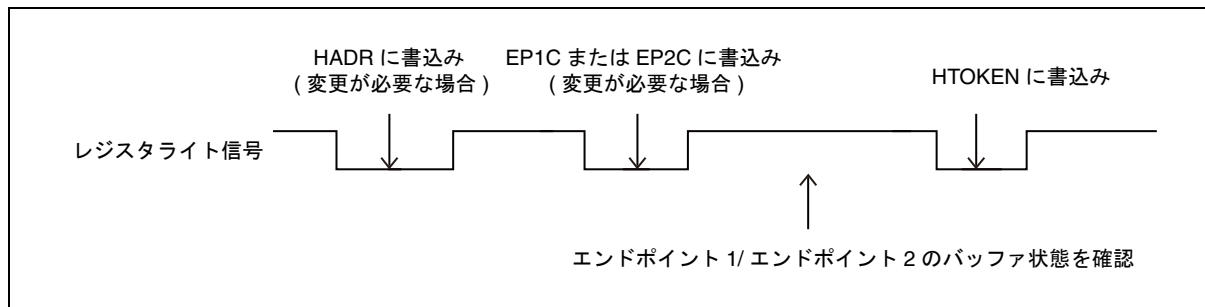 HADR に書込み
( 変更が必要な場合 )
EP1C または EP2C に書込み
( 変更が必要な場合 )
HTOKEN に書込み
レジスタライト信号
エンドポイント 1/ エンドポイント 2 のバッファ状態を確認